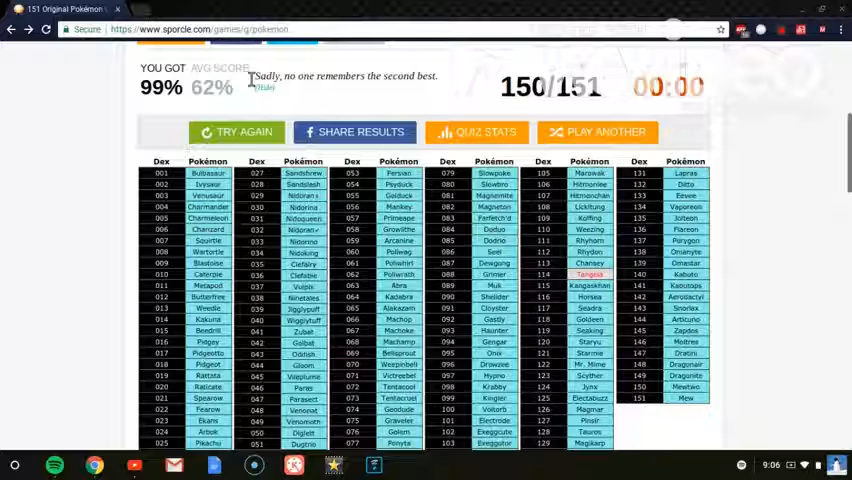 151 Original Pokémon
Secure
https://www.sporcle.com/games/g/pokemon
YOU GOT AVG SCORE
99% 62%
Sadly, no one remembers the second best.
(Hide)
150/151 00:00
TRY AGAIN SHARE RESULTS QUIZ STATS PLAY ANOTHER
Dex Pokémon Dex Pokémon Dex Pokémon Dex Pokémon Dex Pokémon Dex Pokémon
001 Bulbasaur 027 Sandshrew 053 Persian 079 Slowpoke 105 Marowak 131 Lapras
002 Ivysaur 028 Sandslash 054 Psyduck 080 Slowbro 106 Hitmonlee 132 Ditto
003 Venusaur 029 Nidoran♀ 055 Golduck 081 Magnemite 107 Hitmonchan 133 Eevee
004 Charmander 030 Nidorina 056 Mankey 082 Magneton 108 Lickitung 134 Vaporeon
005 Charmeleon 031 Nidoqueen 057 Primeape 083 Farfetch'd 109 Koffing 135 Jolteon
006 Charizard 032 Nidoran♂ 058 Growlithe 084 Doduo 110 Weezing 136 Flareon
007 Squirtle 033 Nidorino 059 Arcanine 085 Dodrio 111 Rhyhorn 137 Porygon
008 Wartortle 034 Nidoking 060 Poliwag 086 Seel 112 Rhydon 138 Omanyte
009 Blastoise 035 Clefairy 061 Poliwhirl 087 Dewgong 113 Chansey 139 Omastar
010 Caterpie 036 Clefable 062 Poliwrath 088 Grimer 114 Tangela 140 Kabuto
011 Metapod 037 Vulpix 063 Abra 089 Muk 115 Kangaskhan 141 Kabutops
012 Butterfree 038 Ninetales 064 Kadabra 090 Shellder 116 Horsea 142 Aerodactyl
013 Weedle 039 Jigglypuff 065 Alakazam 091 Cloyster 117 Seadra 143 Snorlax
014 Kakuna 040 Wigglytuff 066 Machop 092 Gastly 118 Goldeen 144 Articuno
015 Beedrill 041 Zubat 067 Machoke 093 Haunter 119 Seaking 145 Zapdos
016 Pidgey 042 Golbat 068 Machamp 094 Gengar 120 Staryu 146 Moltres
017 Pidgeotto 043 Oddish 069 Bellsprout 095 Onix 121 Starmie 147 Dratini
018 Pidgeot 044 Gloom 070 Weepinbell 096 Drowzee 122 Mr. Mime 148 Dragonair
019 Rattata 045 Vileplume 071 Victreebel 097 Hypno 123 Scyther 149 Dragonite
020 Raticate 046 Paras 072 Tentacool 098 Krabby 124 Jynx 150 Mewtwo
021 Spearow 047 Parasect 073 Tentacruel 099 Kingler 125 Electabuzz 151 Mew
022 Fearow 048 Venonat 074 Geodude 100 Voltorb 126 Magmar
023 Ekans 049 Venomoth 075 Graveler 101 Electrode 127 Pinsir
024 Arbok 050 Diglett 076 Golem 102 Exeggcute 128 Tauros
025 Pikachu 051 Dugtrio 077 Ponyta 103 Exeggutor 129 Magikarp
9:06